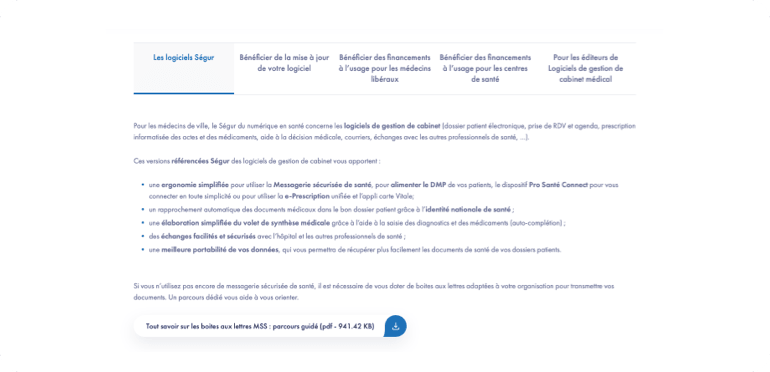 Les logiciels Ségur
Bénéficier de la mise à jour
de votre logiciel
Bénéficier des financements
à l'usage pour les médecins
libéraux
Bénéficier des financements
à l'usage pour les centres
de santé
Pour les éditeurs de
Logiciels de gestion de
cabinet médical
Pour les médecins de ville, le Ségur du numérique en santé concerne les logiciels de gestion de cabinet (dossier patient électronique, prise de RDV et agenda, prescription
informatisée des actes et des médicaments, aide à la décision médicale, courriers, échanges avec les autres professionnels de santé, ...).
Ces versions référencées Ségur des logiciels de gestion de cabinet vous apportent :
• une ergonomie simplifiée pour utiliser la Messagerie sécurisée de santé, pour alimenter le DMP de vos patients, le dispositif Pro Santé Connect pour vous
connecter en toute simplicité ou pour utiliser la e-Prescription unifiée et l'appli carte Vitale;
• un rapprochement automatique des documents médicaux dans le bon dossier patient grâce à l'identité nationale de santé ;
• une élaboration simplifiée du volet de synthèse médicale grâce à l'aide à la saisie des diagnostics et des médicaments (auto-complétion) ;
• des échanges facilités et sécurisés avec l'hôpital et les autres professionnels de santé ;
• une meilleure portabilité de vos données, qui vous permettra de récupérer plus facilement les documents de santé de vos dossiers patients.
Si vous n'utilisez pas encore de messagerie sécurisée de santé, il est nécessaire de vous doter de boites aux lettres adaptées à votre organisation pour transmettre vos
documents. Un parcours dédié vous aide à vous orienter.
Tout savoir sur les boites aux lettres MSS : parcours guidé (pdf - 941.42 KB)